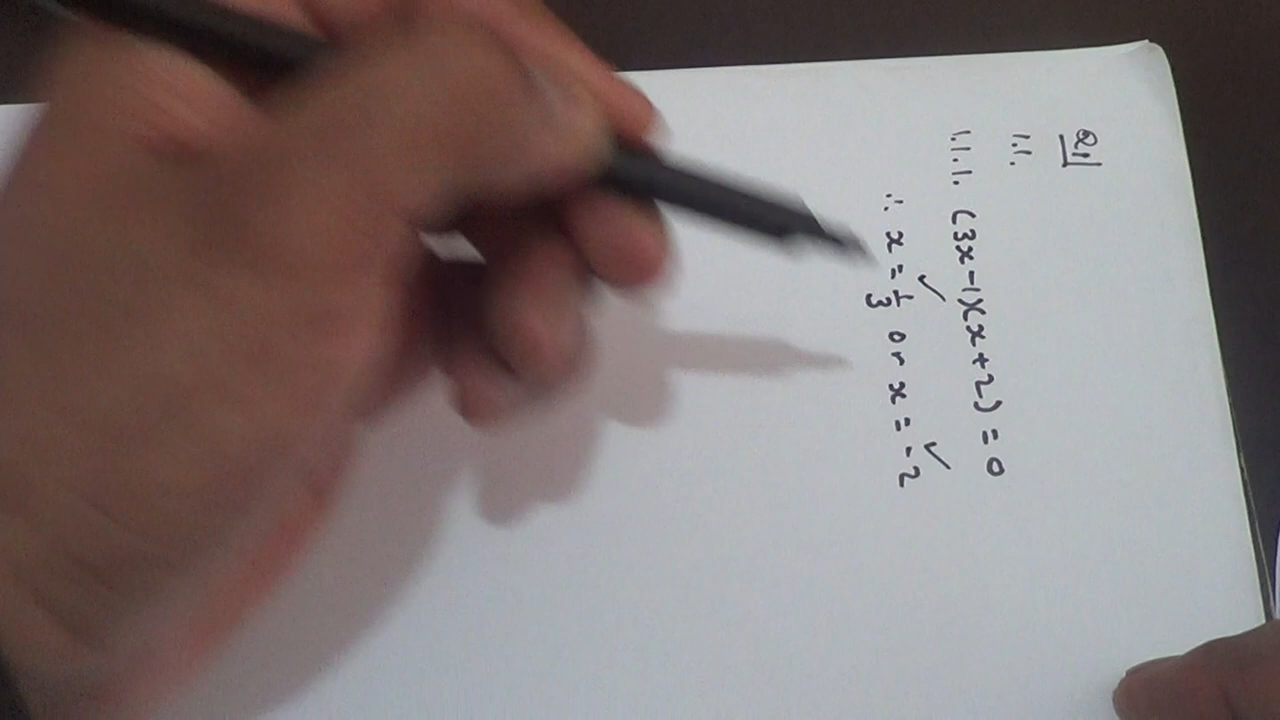 Q1
1.1.
1.1.1. (3x-1)(x+2) = 0
∴ x = 1/3 ✓ or x = -2 ✓